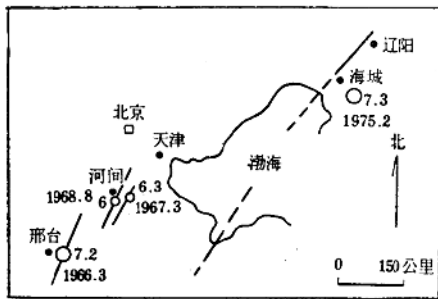 辽阳
海城
7.3
1975.2
北京
北
天津
渤海
河间
1968.8
6
6.3
1967.3
邢台
7.2
1966.3
0 150公里